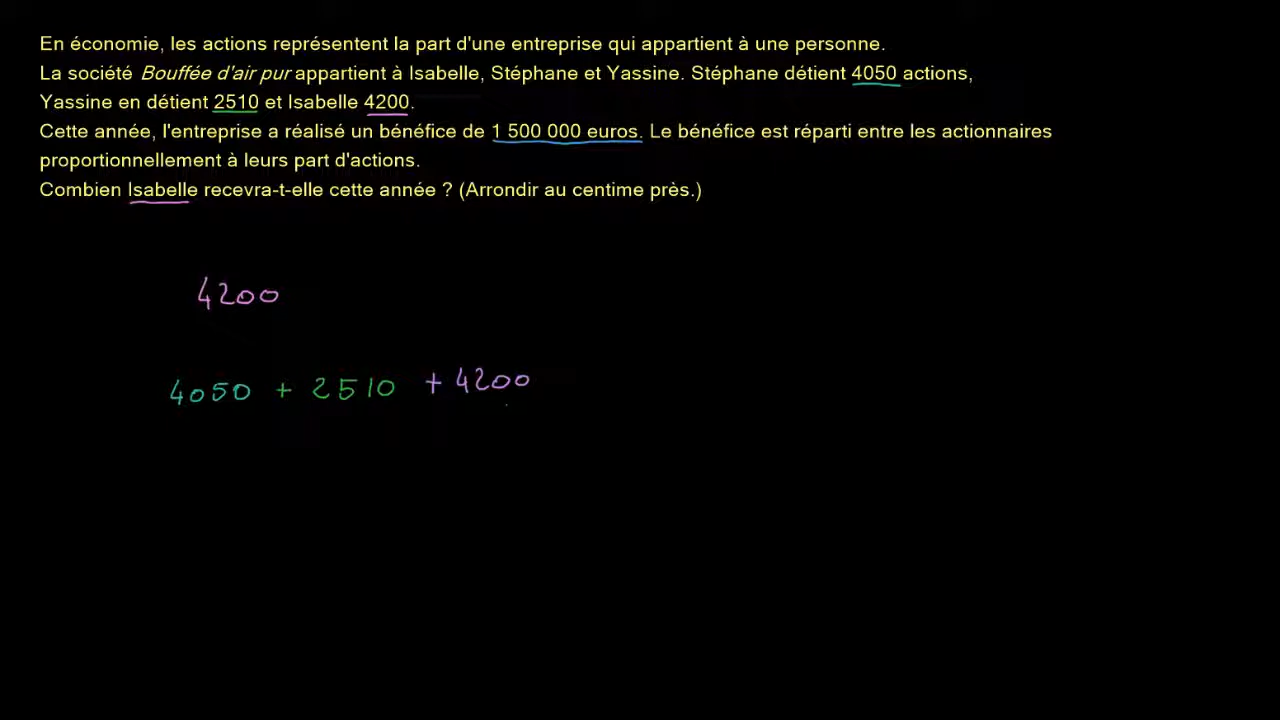 En économie, les actions représentent la part d'une entreprise qui appartient à une personne.
La société Bouffée d'air pur appartient à Isabelle, Stéphane et Yassine. Stéphane détient 4050 actions,
Yassine en détient 2510 et Isabelle 4200.
Cette année, l'entreprise a réalisé un bénéfice de 1 500 000 euros. Le bénéfice est réparti entre les actionnaires
proportionnellement à leurs part d'actions.
Combien Isabelle recevra-t-elle cette année ? (Arrondir au centime près.)
4200
4050 + 2510 + 4200